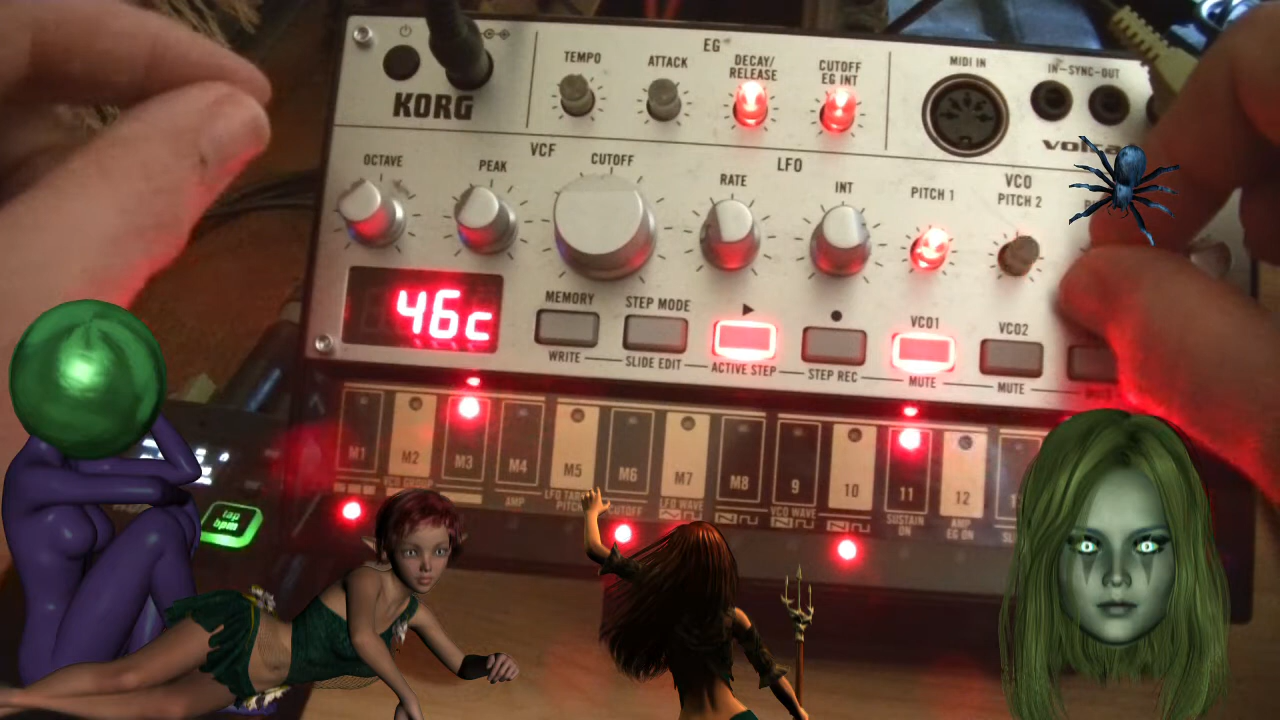 EG
TEMPO
ATTACK
DECAY/
RELEASE
CUTOFF
EG INT
MIDI IN
IN-SYNC-OUT
KORG
volca
VCF
OCTAVE
PEAK
CUTOFF
LFO
RATE
INT
VCO
PITCH 1
PITCH 2
46c
MEMORY
STEP MODE
VCO1
VCO2
WRITE
SLIDE EDIT
ACTIVE STEP
STEP REC
MUTE
MUTE
M1
M2
M3
M4
M5
M6
M7
M8
9
10
11
12
VCO GROUP
AMP
LFO TARGET
PITCH
CUTOFF
LFO WAVE
VCO WAVE
SUSTAIN
ON
AMP
EG ON
tap
bpm